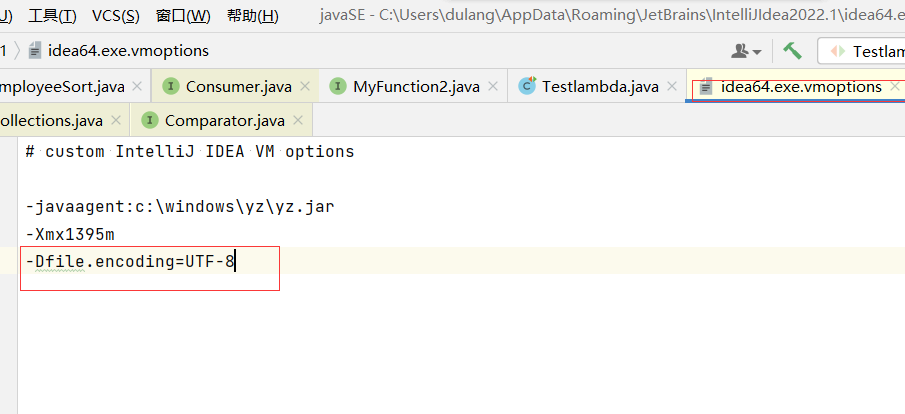 工具(T) VCS(S) 窗口(W) 帮助(H) javaSE - C:\Users\dulang\AppData\Roaming\JetBrains\IntelliJIdea2022.1\idea64.e
idea64.exe.vmoptions Testlam
mployeeSort.java Consumer.java MyFunction2.java Testlambda.java idea64.exe.vmoptions
ollections.java Comparator.java
# custom IntelliJ IDEA VM options
-javaagent:c:\windows\yz\yz.jar
-Xmx1395m
-Dfile.encoding=UTF-8